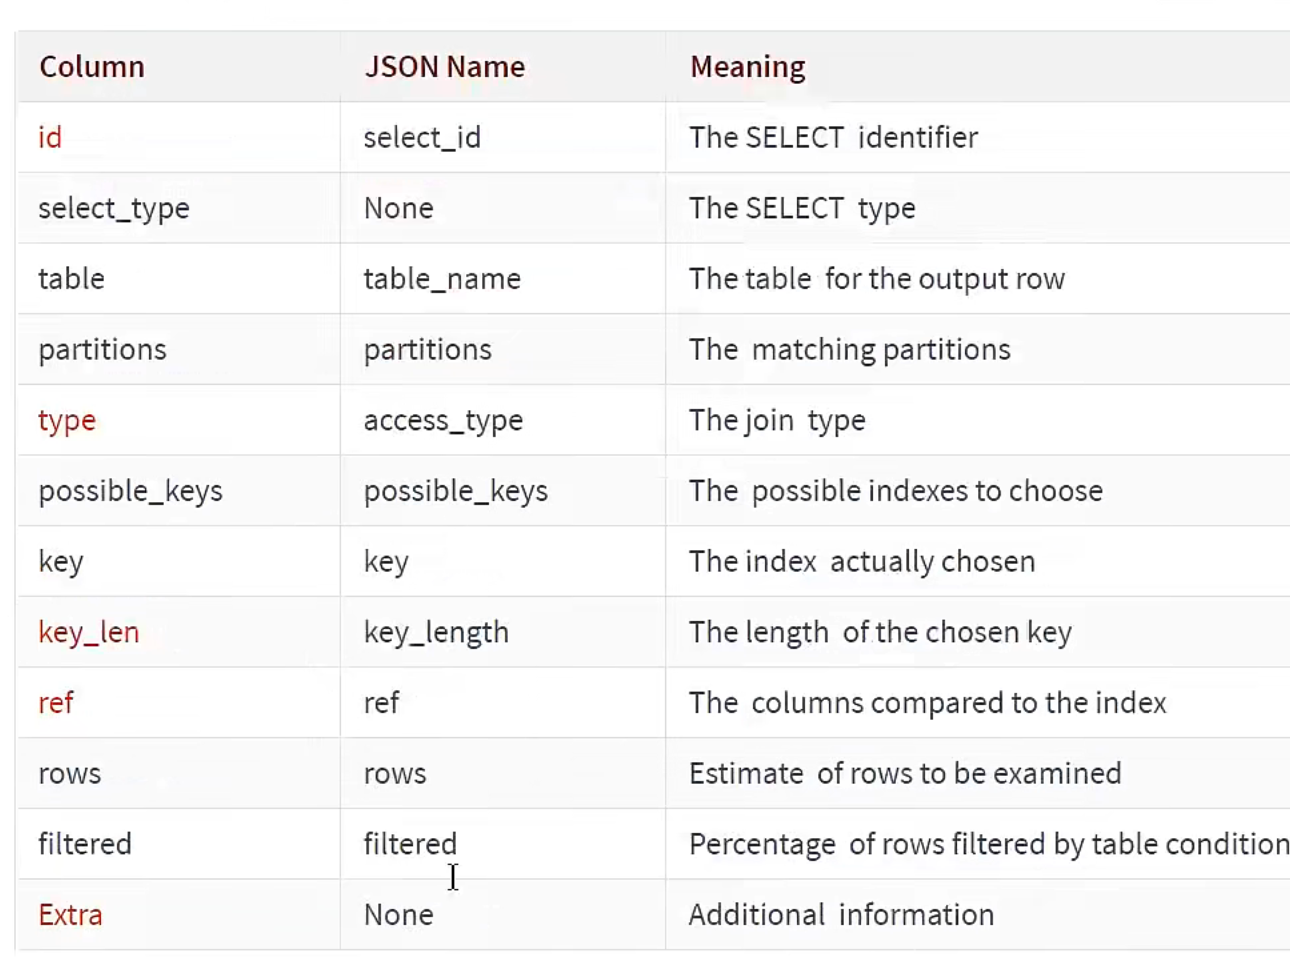 Column JSON Name Meaning
id select_id The SELECT identifier
select_type None The SELECT type
table table_name The table for the output row
partitions partitions The matching partitions
type access_type The join type
possible_keys possible_keys The possible indexes to choose
key key The index actually chosen
key_len key_length The length of the chosen key
ref ref The columns compared to the index
rows rows Estimate of rows to be examined
filtered filtered Percentage of rows filtered by table condition
Extra None Additional information